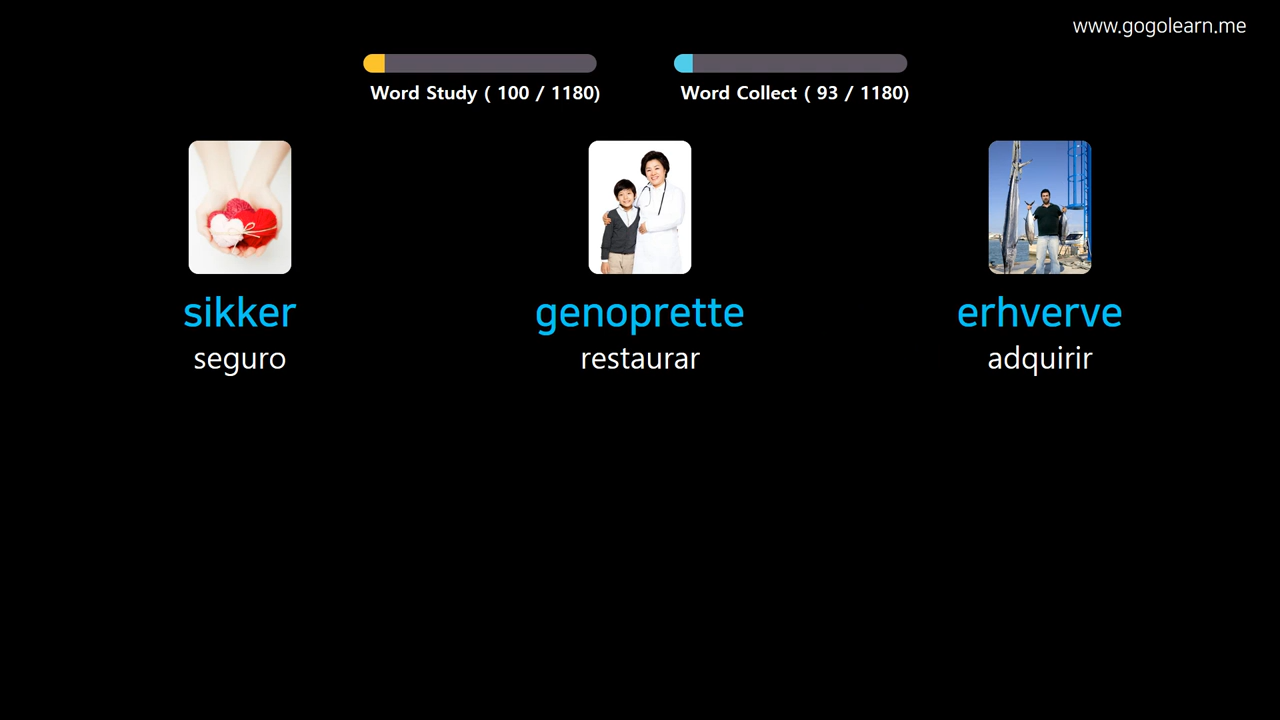 www.gogolearn.me
Word Study ( 100 / 1180)
Word Collect ( 93 / 1180)
sikker
seguro
genoprette
restaurar
erhverve
adquirir